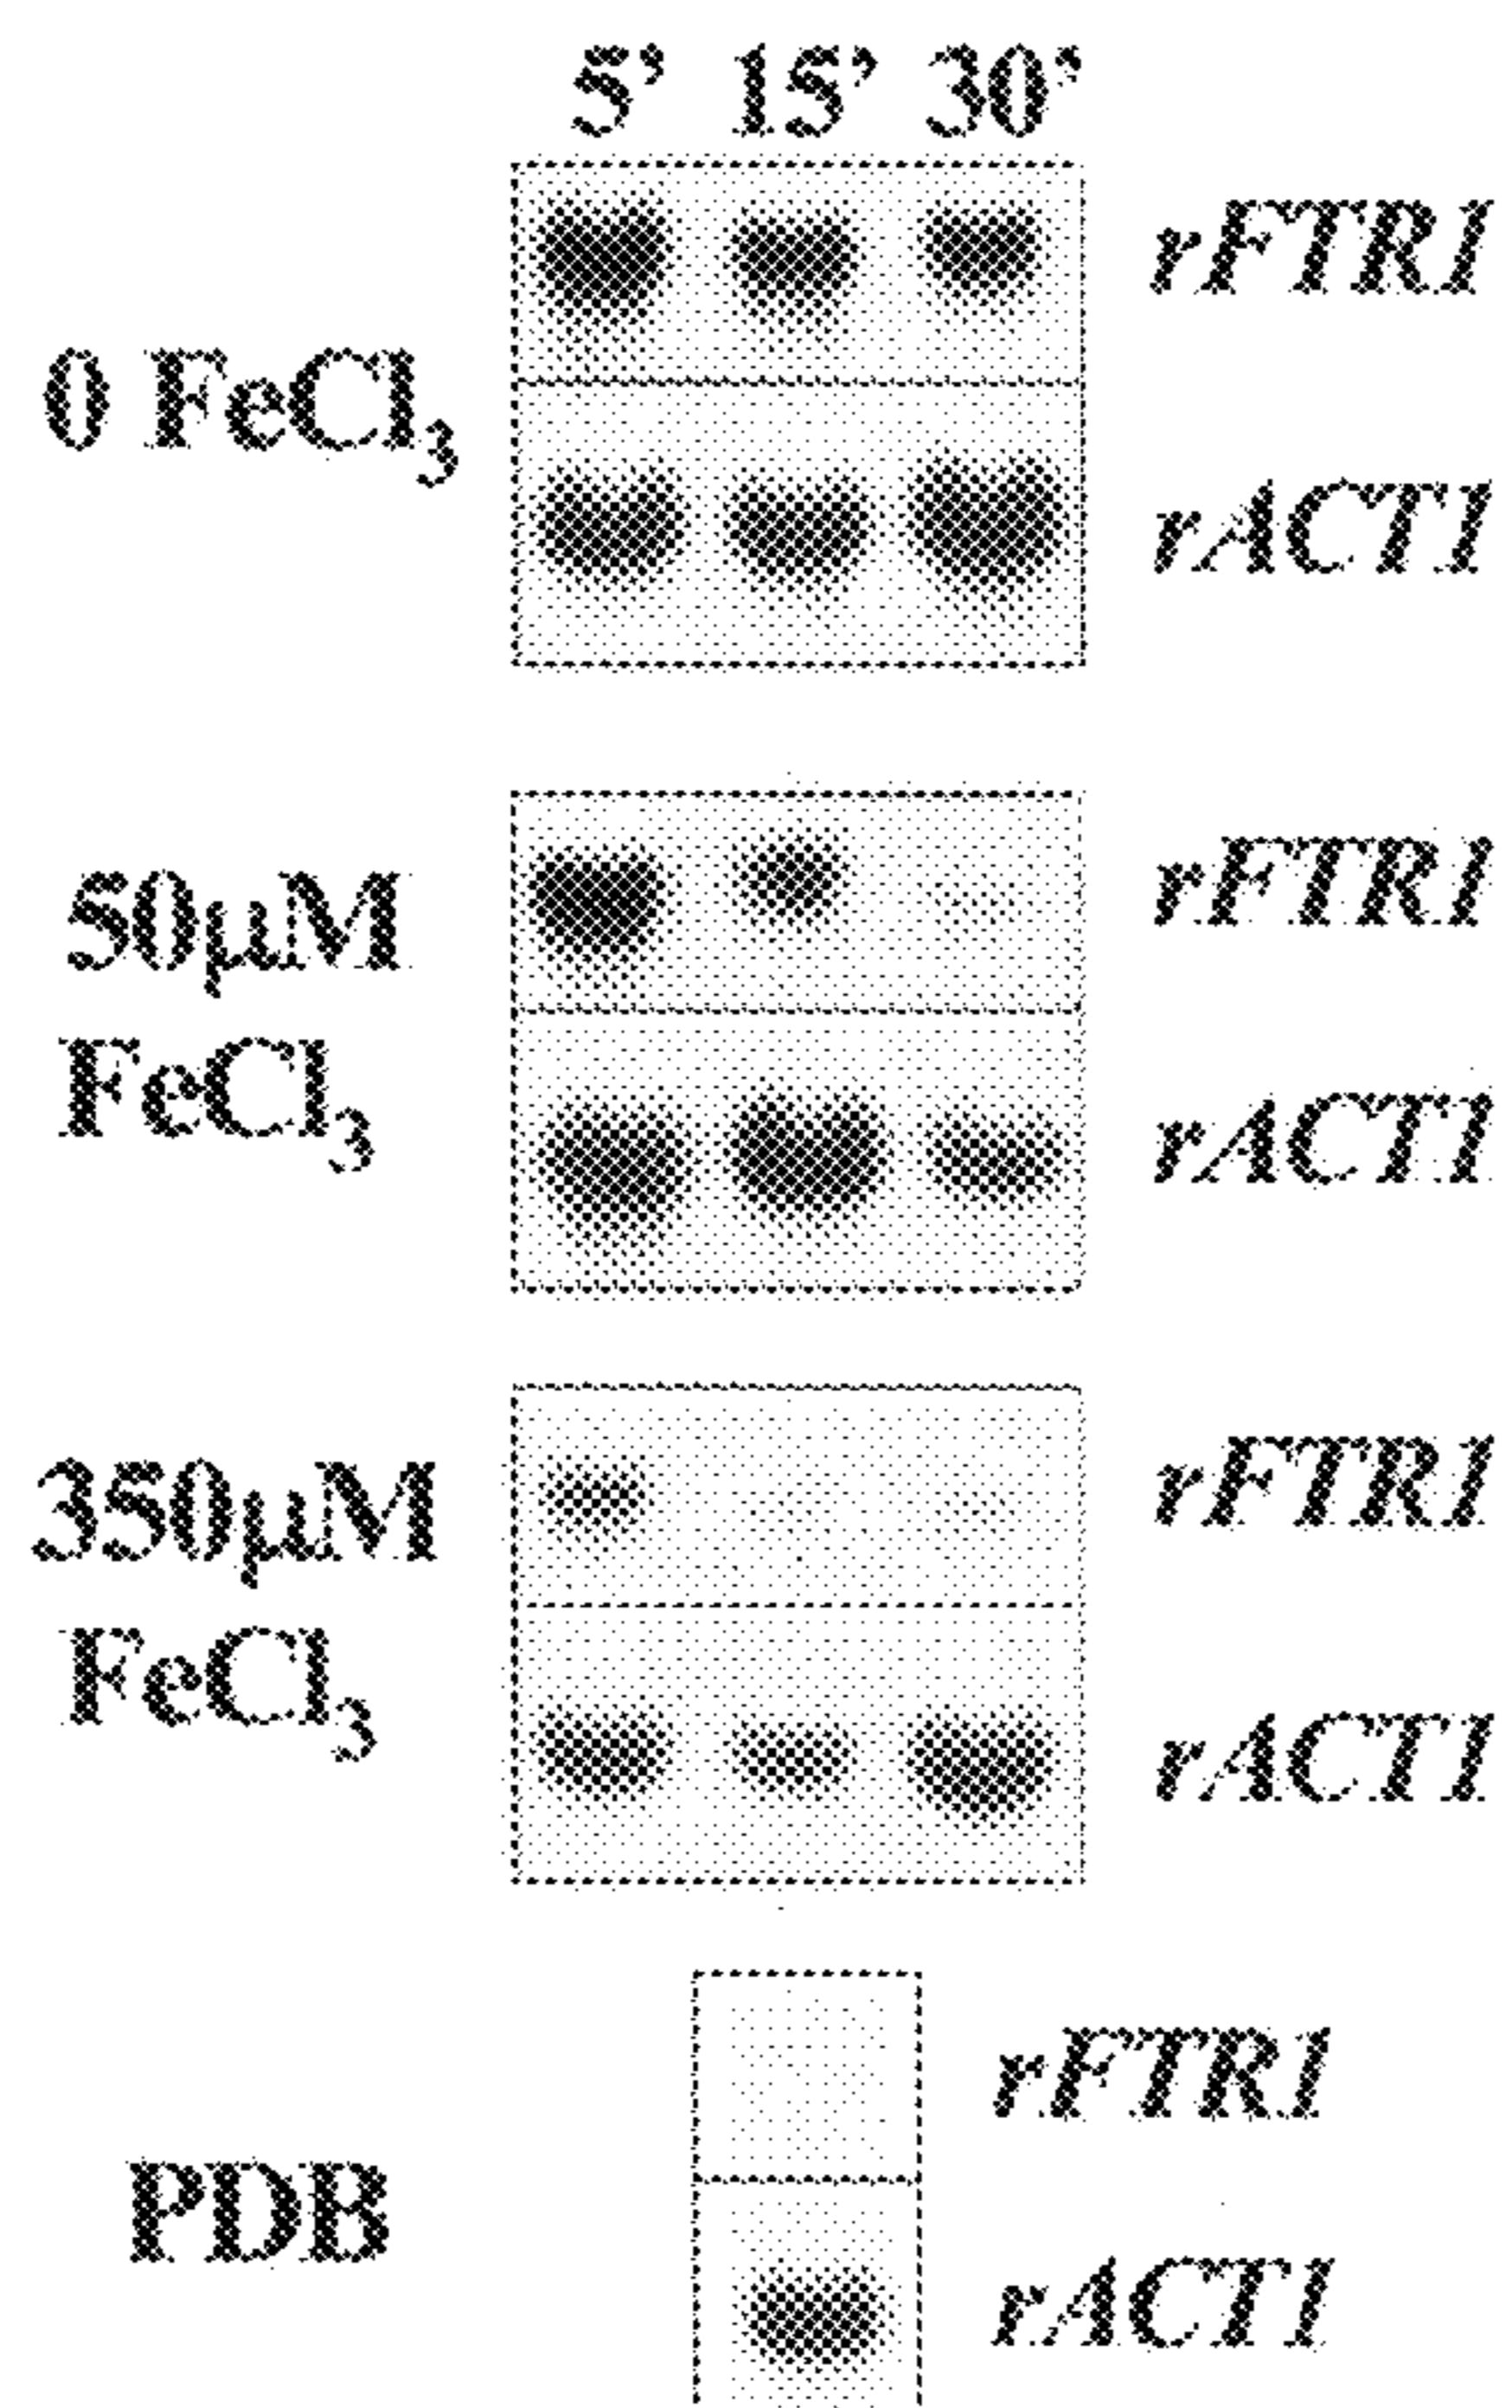 5’ 15’ 30’
rFTR1
0 FeCl₃
rACT1
rFTR1
50µM
FeCl₃
rACT1
rFTR1
350µM
FeCl₃
rACT1
rFTR1
PDB
rACT1